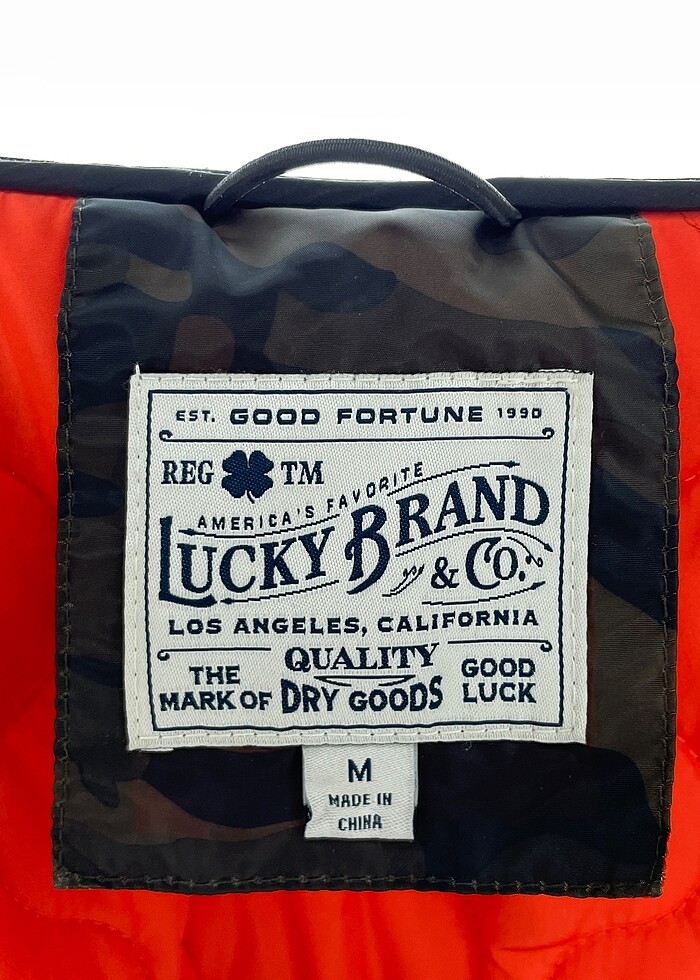 EST. GOOD FORTUNE 1990
REG TM
AMERICA'S FAVORITE
LUCKY BRAND
& CO.
LOS ANGELES, CALIFORNIA
THE MARK OF
QUALITY DRY GOODS
GOOD LUCK
M
MADE IN
CHINA